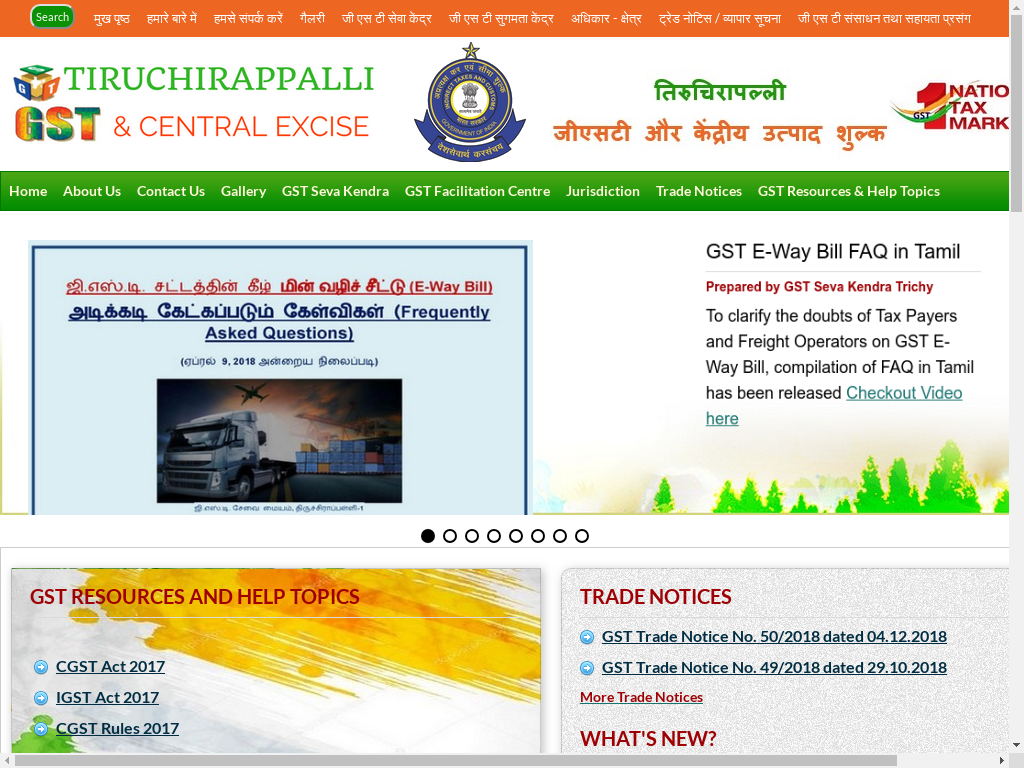 Search मुख पृष्ठ हमारे बारे में हमसे संपर्क करें गैलरी जी एस टी सेवा केंद्र जी एस टी सुगमता केंद्र अधिकार - क्षेत्र ट्रेड नोटिस / व्यापार सूचना जी एस टी संसाधन तथा सहायता प्रसंग
TIRUCHIRAPPALLI
GST & CENTRAL EXCISE
तिरुचिरापल्ली
जीएसटी और केंद्रीय उत्पाद शुल्क
GST
1 NATIO
TAX
MARK
Home About Us Contact Us Gallery GST Seva Kendra GST Facilitation Centre Jurisdiction Trade Notices GST Resources & Help Topics
ஜி.எஸ்.டி. சட்டத்தின் கீழ் மின் வழிச் சீட்டு (E-Way Bill)
அடிக்கடி கேட்கப்படும் கேள்விகள் (Frequently
Asked Questions)
(ஏப்ரல் 9, 2018 அன்றைய நிலைப்படி)
ஜி.எஸ்.டி. சேவை மையம், திருச்சிராப்பள்ளி-1
GST E-Way Bill FAQ in Tamil
Prepared by GST Seva Kendra Trichy
To clarify the doubts of Tax Payers
and Freight Operators on GST E-
Way Bill, compilation of FAQ in Tamil
has been released Checkout Video
here
GST RESOURCES AND HELP TOPICS
CGST Act 2017
IGST Act 2017
CGST Rules 2017
TRADE NOTICES
GST Trade Notice No. 50/2018 dated 04.12.2018
GST Trade Notice No. 49/2018 dated 29.10.2018
More Trade Notices
WHAT'S NEW?